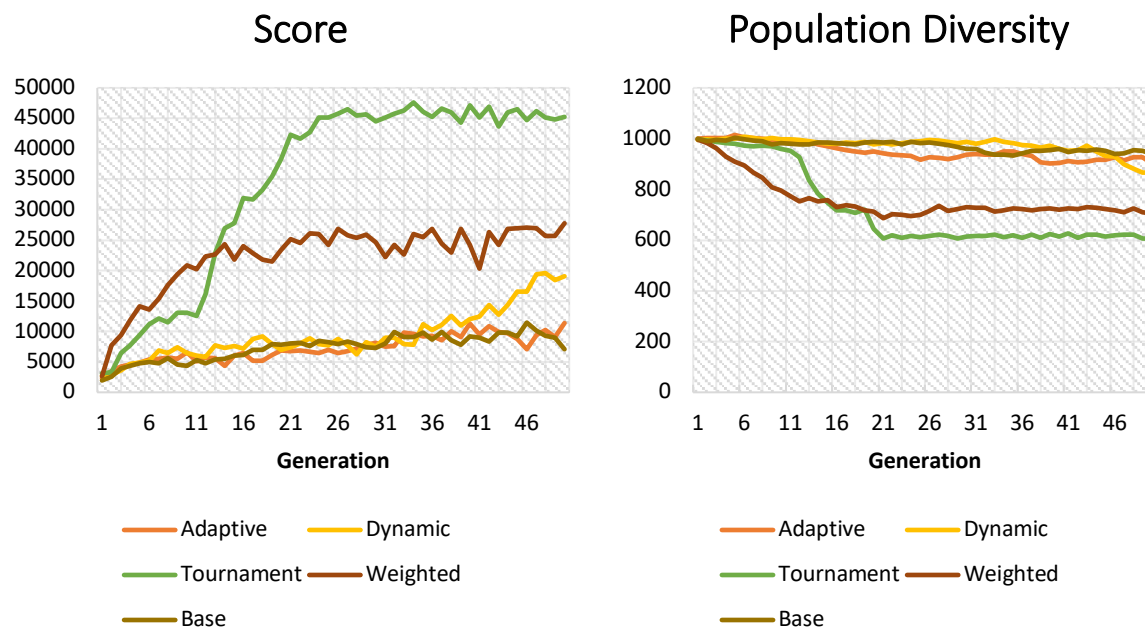 Score
50000
45000
40000
35000
30000
25000
20000
15000
10000
5000
0
1 6 11 16 21 26 31 36 41 46
Generation
Adaptive Dynamic
Tournament Weighted
Base
Population Diversity
1200
1000
800
600
400
200
0
1 6 11 16 21 26 31 36 41 46
Generation
Adaptive Dynamic
Tournament Weighted
Base